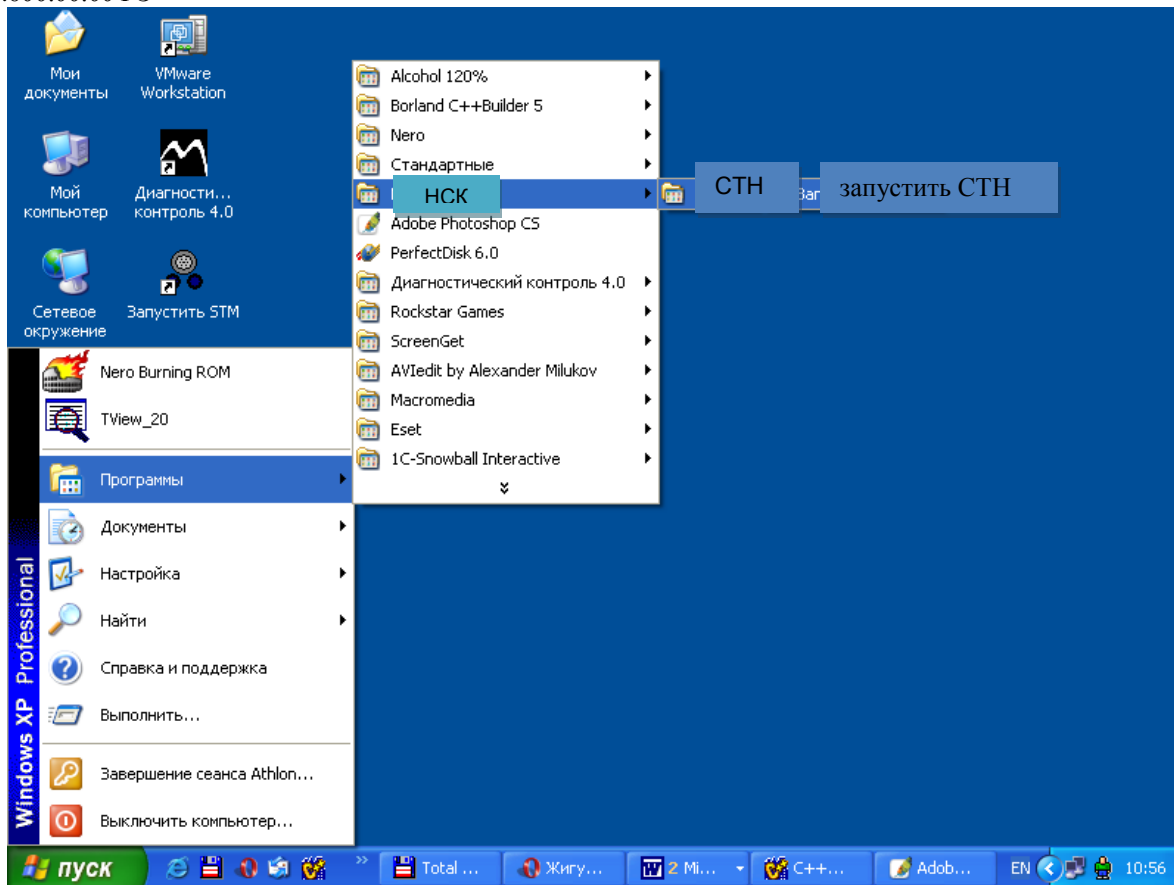 Мои
документы
VMware
Workstation
Мой
компьютер
Диагности...
контроль 4.0
Сетевое
окружение
Запустить STM
Alcohol 120%
Borland C++Builder 5
Nero
Стандартные
НСК
СТН
Зап
запустить СТН
Adobe Photoshop CS
PerfectDisk 6.0
Диагностический контроль 4.0
Rockstar Games
ScreenGet
AVIedit by Alexander Milukov
Macromedia
Eset
1C-Snowball Interactive
Nero Burning ROM
TView_20
Программы
Документы
Настройка
Найти
Справка и поддержка
Выполнить...
Завершение сеанса Athlon...
Выключить компьютер...
Windows XP Professional
пуск
Total ...
Жигу...
2 Mi...
C++...
Adob...
EN
10:56